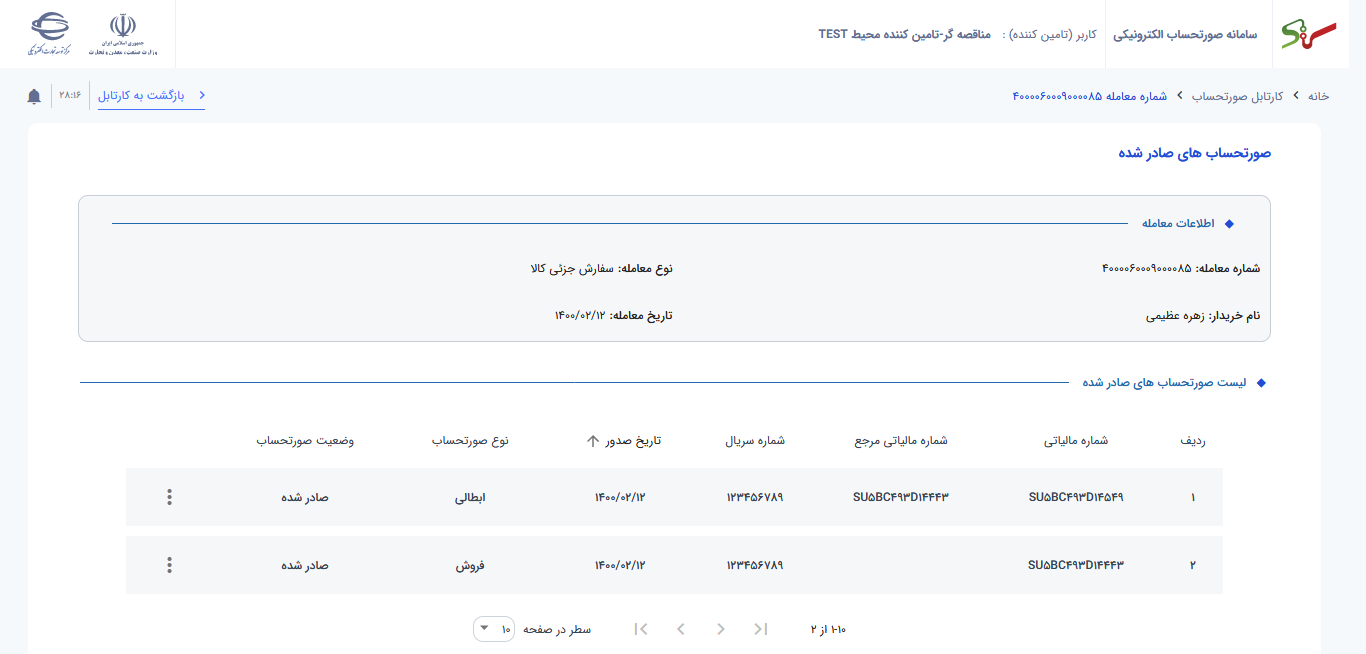 سامانه صورتحساب الکترونیکی
کاربر (تامین کننده) : مناقصه گر-تامین کننده محیط TEST
جمهوری اسلامی ایران
وزارت صنعت، معدن و تجارت
مرکز توسعه تجارت الکترونیکی
خانه > کارتابل صورتحساب > شماره معامله ۴۰۰۰۰۶۰۰۰۹۰۰۰۰۸۵
بازگشت به کارتابل
۲۸:۱۶
صورتحساب های صادر شده
اطلاعات معامله
شماره معامله: ۴۰۰۰۰۶۰۰۰۹۰۰۰۰۸۵ نوع معامله: سفارش جزئی کالا
نام خریدار: زهره عظیمی تاریخ معامله: ۱۴۰۰/۰۲/۱۲
لیست صورتحساب های صادر شده
ردیف شماره مالیاتی شماره مالیاتی مرجع شماره سریال تاریخ صدور نوع صورتحساب وضعیت صورتحساب
۱ SU۵BC۴۹۳D۱۴۵۴۹ SU۵BC۴۹۳D۱۴۴۴۳ ۱۲۳۴۵۶۷۸۹ ۱۴۰۰/۰۲/۱۲ ابطالی صادر شده
۲ SU۵BC۴۹۳D۱۴۴۴۳ ۱۲۳۴۵۶۷۸۹ ۱۴۰۰/۰۲/۱۲ فروش صادر شده
۱-۱۰ از ۲ سطر در صفحه ۱۰